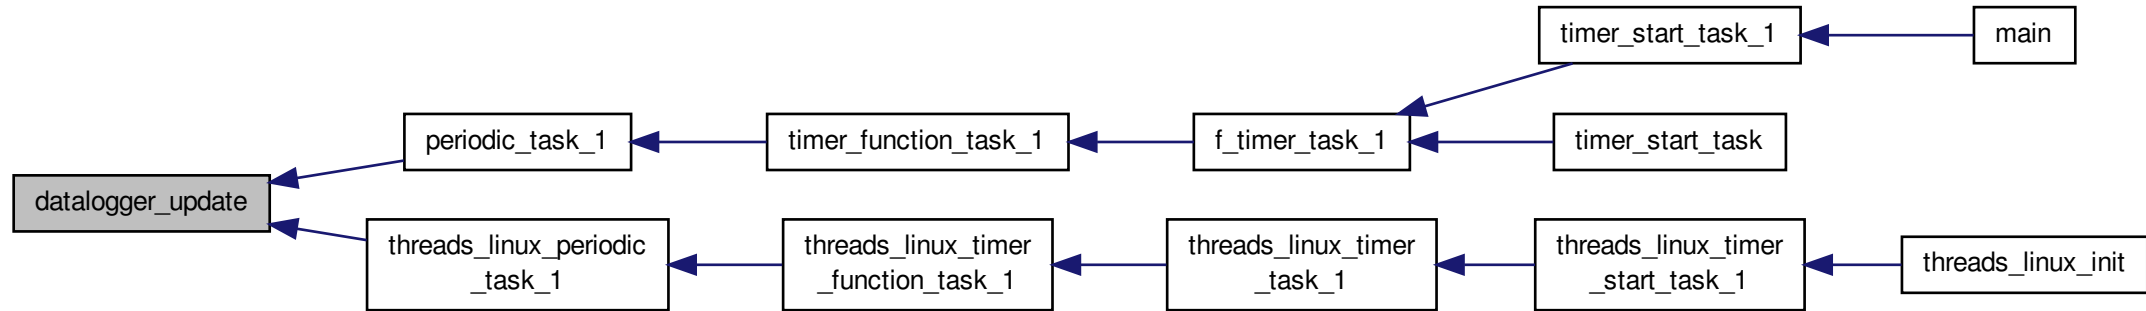 timer_start_task_1
main
periodic_task_1
timer_function_task_1
f_timer_task_1
timer_start_task
datalogger_update
threads_linux_periodic
_task_1
threads_linux_timer
_function_task_1
threads_linux_timer
_task_1
threads_linux_timer
_start_task_1
threads_linux_init